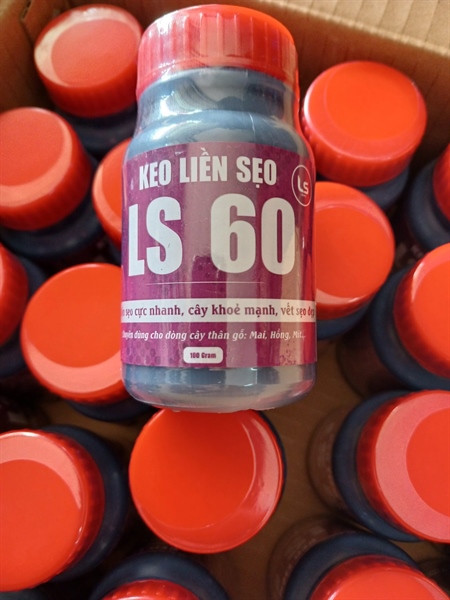 KEO LIỀN SẸO
LS
LS 60
sẹo cực nhanh, cây khoẻ mạnh, vết sẹo đẹp
Chuyên dùng cho dòng cây thân gỗ: Mai, Hồng, Mít...
100 Gram